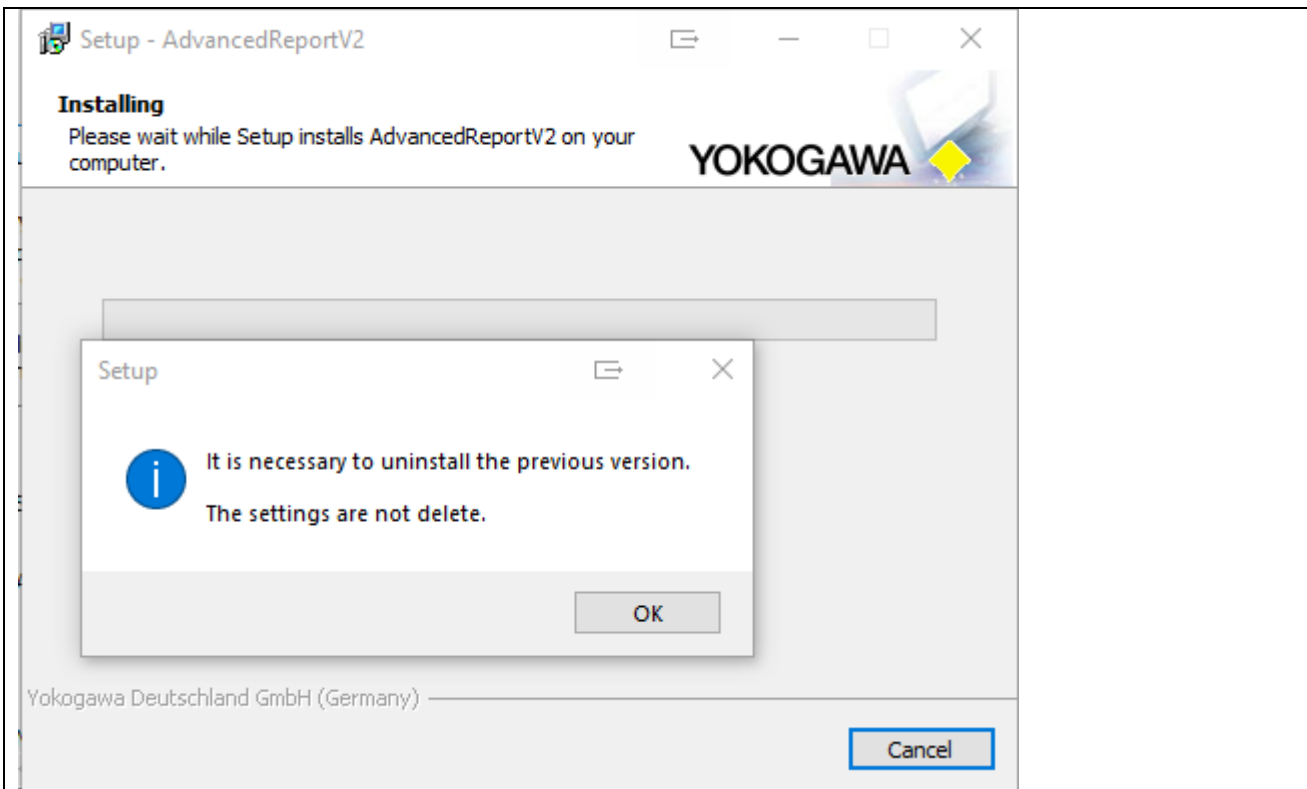 Setup - AdvancedReportV2
Installing
Please wait while Setup installs AdvancedReportV2 on your
computer.
YOKOGAWA
Setup
It is necessary to uninstall the previous version.
The settings are not delete.
OK
Yokogawa Deutschland GmbH (Germany)
Cancel